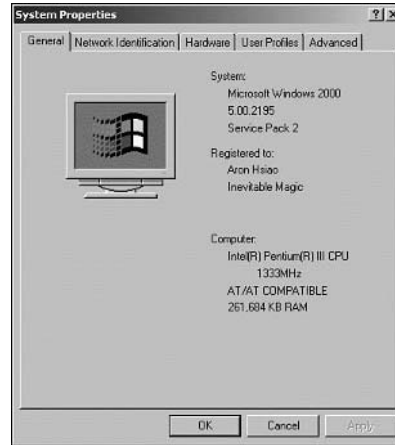 System Properties
General Network Identification Hardware User Profiles Advanced
System:
Microsoft Windows 2000
5.00.2195
Service Pack 2
Registered to:
Aron Hsiao
Inevitable Magic
Computer:
Intel(R) Pentium(R) III CPU
1333MHz
AT/AT COMPATIBLE
261,684 KB RAM
OK Cancel Apply